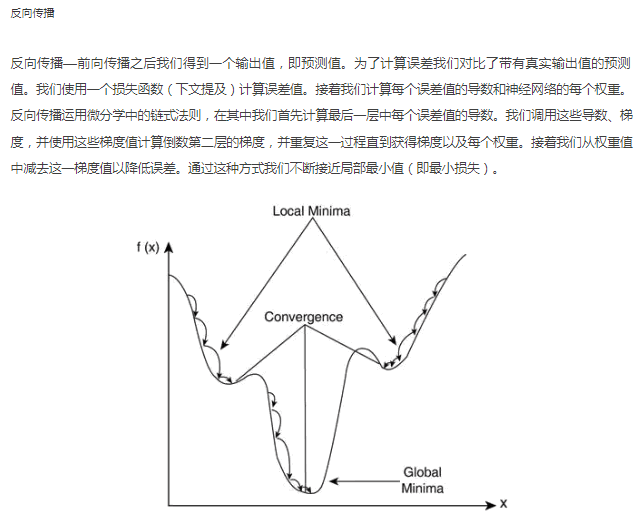 反向传播
反向传播—前向传播之后我们得到一个输出值，即预测值。为了计算误差我们对比了带有真实输出值的预测
值。我们使用一个损失函数（下文提及）计算误差值。接着我们计算每个误差值的导数和神经网络的每个权重。
反向传播运用微分学中的链式法则，在其中我们首先计算最后一层中每个误差值的导数。我们调用这些导数、梯
度，并使用这些梯度值计算倒数第二层的梯度，并重复这一过程直到获得梯度以及每个权重。接着我们从权重值
中减去这一梯度值以降低误差。通过这种方式我们不断接近局部最小值（即最小损失）。
Local Minima
f (x)
Convergence
Global
Minima
x